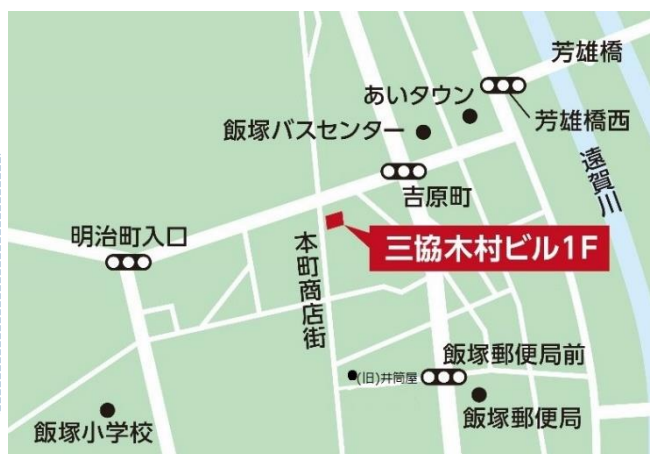 芳雄橋
あいタウン
飯塚バスセンター
芳雄橋西
吉原町
遠賀川
明治町入口
三協木村ビル1F
本町商店街
飯塚郵便局前
(旧)井筒屋
飯塚郵便局
飯塚小学校